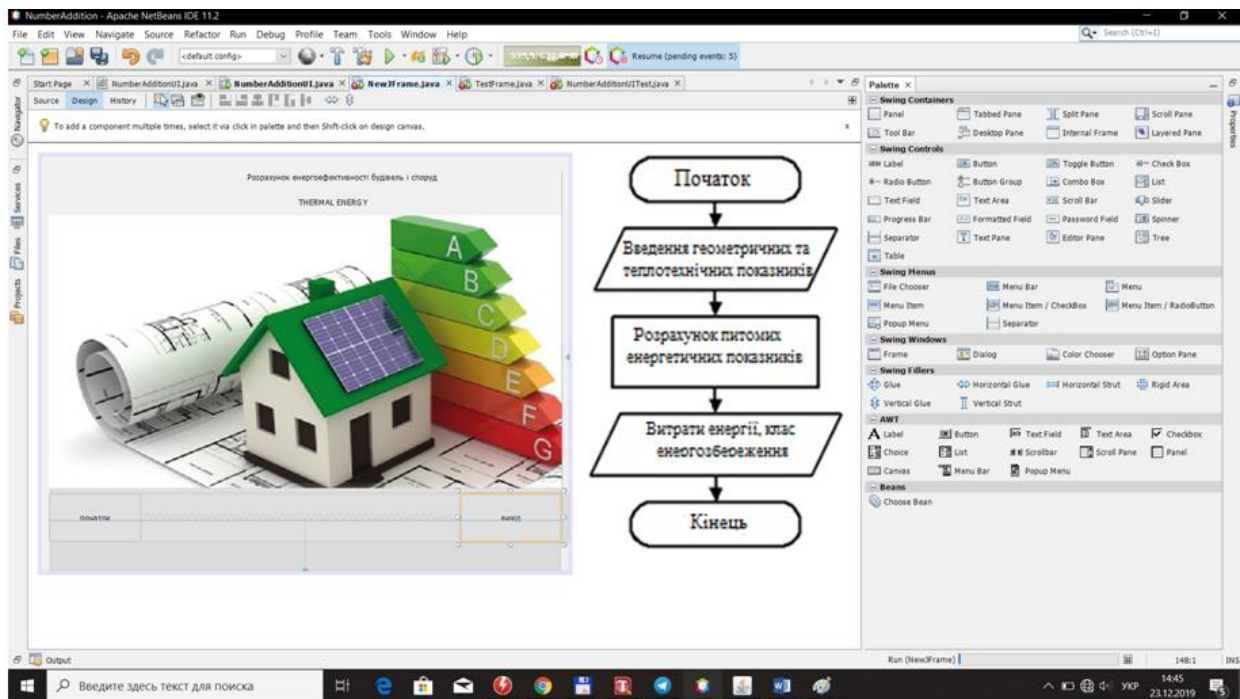 NumberAddition - Apache NetBeans IDE 11.2
File Edit View Navigate Source Refactor Run Debug Profile Team Tools Window Help
Search (Ctrl+I)
<default config>
Resume (pending events: 5)
Start Page NumberAdditionUI.java NumberAdditionUI.java NewJFrame.java TestFrame.java NumberAdditionUITest.java
Source Design History
To add a component multiple times, select it via click in palette and then Shift-click on design canvas.
Navigator
Services
Files
Projects
Розрахунок енергоефективності будівель і споруд
THERMAL ENERGY
A
B
C
D
E
F
G
початок
вихід
Початок
Введення геометричних та
теплотехнічних показників
Розрахунок питомих
енергетичних показників
Витрати енергії, клас
енергозбереження
Кінець
Palette
Properties
Swing Containers
Panel Tabbed Pane Split Pane Scroll Pane
Tool Bar Desktop Pane Internal Frame Layered Pane
Swing Controls
Label Button Toggle Button Check Box
Radio Button Button Group Combo Box List
Text Field Text Area Scroll Bar Slider
Progress Bar Formatted Field Password Field Spinner
Separator Text Pane Editor Pane Tree
Table
Swing Menus
File Chooser Menu Bar Menu
Menu Item Menu Item / CheckBox Menu Item / RadioButton
Popup Menu Separator
Swing Windows
Frame Dialog Color Chooser Option Pane
Swing Fillers
Glue Horizontal Glue Horizontal Strut Rigid Area
Vertical Glue Vertical Strut
AWT
Label Button Text Field Text Area Checkbox
Choice List Scrollbar Scroll Pane Panel
Canvas Menu Bar Popup Menu
Beans
Choose Bean
Output
Run (NewJFrame)
148:1 INS
Введите здесь текст для поиска
УКР
14:45
23.12.2019